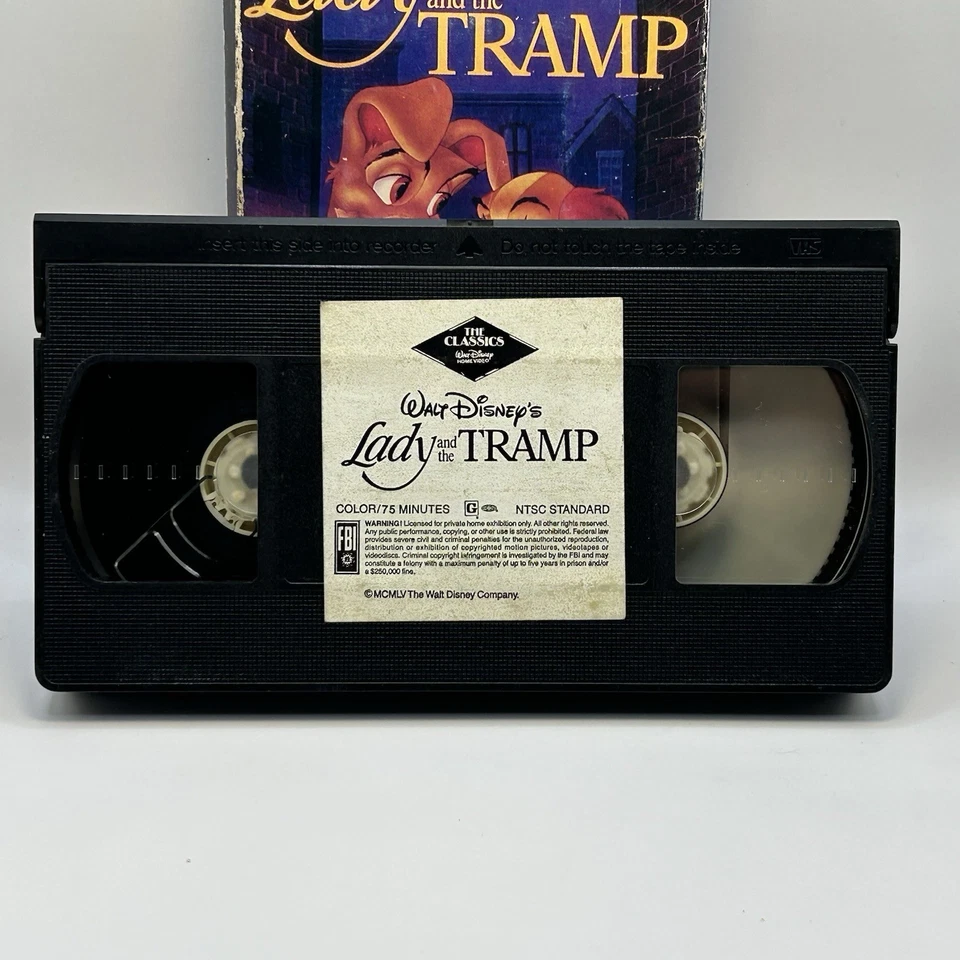 Lady and the
TRAMP
Insert this side into recorder ▲ Do not touch the tape inside VHS
THE
CLASSICS
Walt Disney
HOME VIDEO
WALT DISNEY'S
Lady and the TRAMP
COLOR/75 MINUTES G NTSC STANDARD
FBI
WARNING! Licensed for private home exhibition only. All other rights reserved.
Any public performance, copying, or other use is strictly prohibited. Federal law
provides severe civil and criminal penalties for the unauthorized reproduction,
distribution or exhibition of copyrighted motion pictures, videotapes or
videodiscs. Criminal copyright infringement is investigated by the FBI and may
constitute a felony with a maximum penalty of up to five years in prison and/or
a $250,000 fine.
©MCMLV The Walt Disney Company.